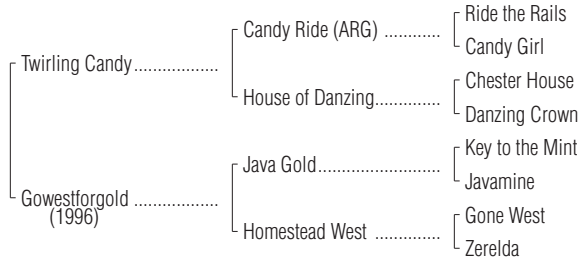 Ride the Rails
Candy Ride (ARG) ............
Candy Girl
Twirling Candy..................
Chester House
House of Danzing..............
Danzing Crown
Key to the Mint
Java Gold..........................
Javamine
Gowestforgold ..................
(1996)
Gone West
Homestead West ..............
Zerelda